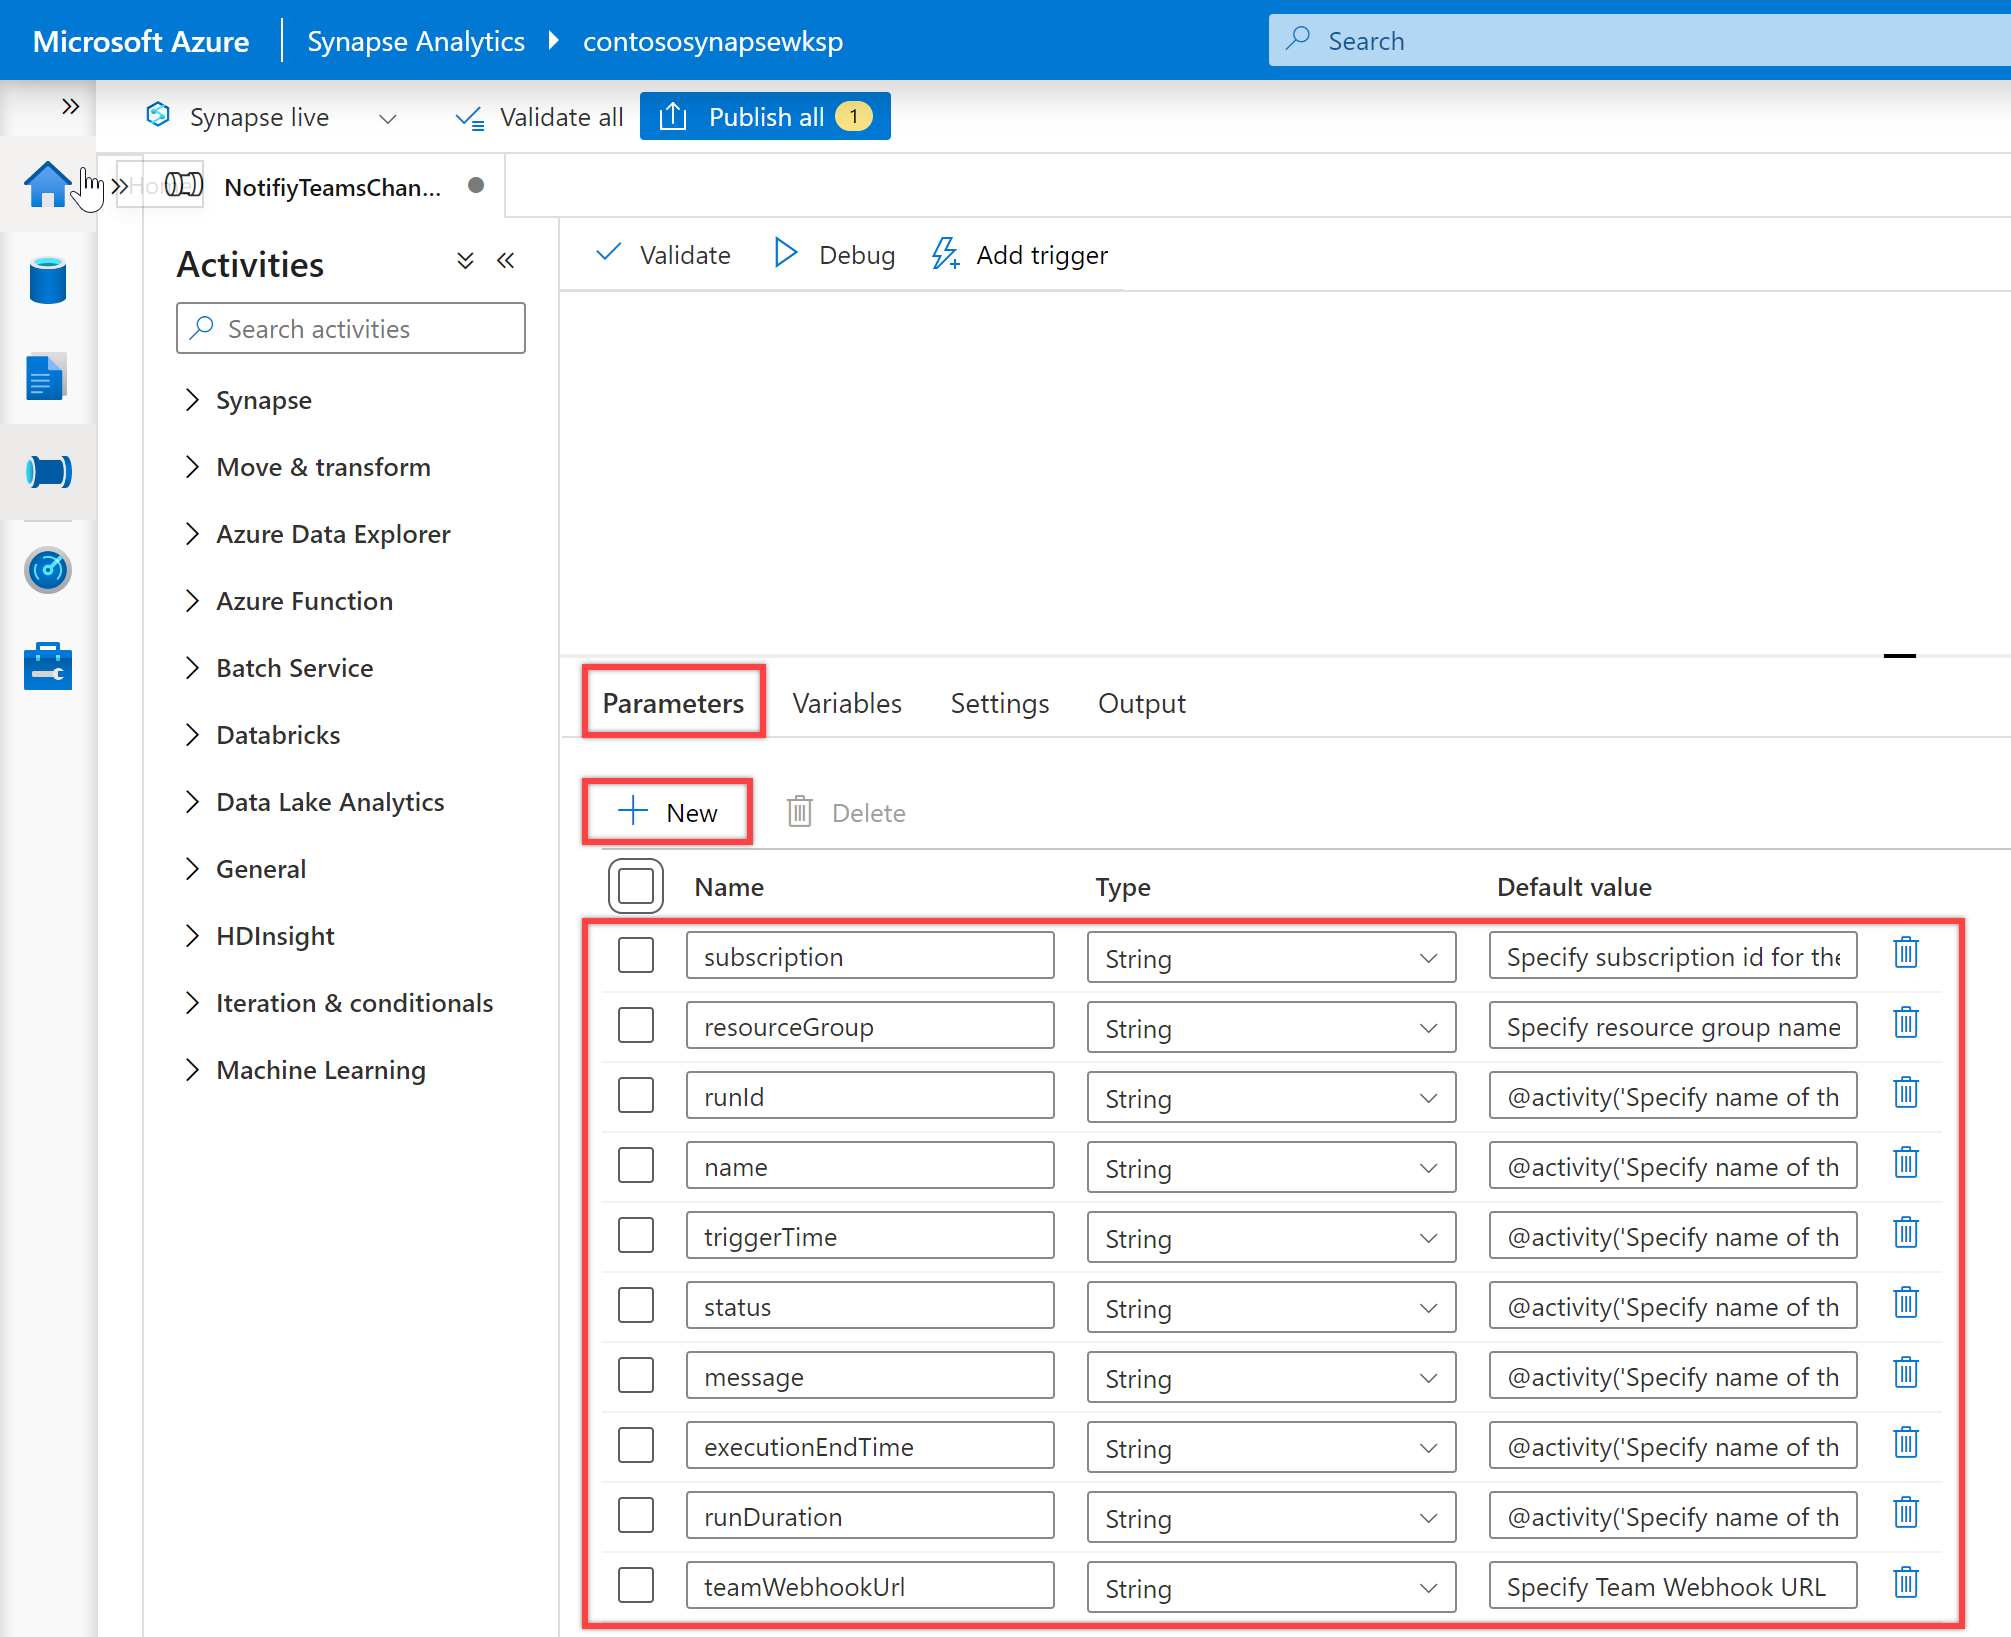 Microsoft Azure
Synapse Analytics
contososynapsewksp
Search
Synapse live
Validate all
Publish all
1
Home
NotifiyTeamsChan...
Activities
Search activities
Synapse
Move & transform
Azure Data Explorer
Azure Function
Batch Service
Databricks
Data Lake Analytics
General
HDInsight
Iteration & conditionals
Machine Learning
Validate
Debug
Add trigger
Parameters
Variables
Settings
Output
New
Delete
Name Type Default value
subscription String Specify subscription id for the
resourceGroup String Specify resource group name
runId String @activity('Specify name of th
name String @activity('Specify name of th
triggerTime String @activity('Specify name of th
status String @activity('Specify name of th
message String @activity('Specify name of th
executionEndTime String @activity('Specify name of th
runDuration String @activity('Specify name of th
teamWebhookUrl String Specify Team Webhook URL